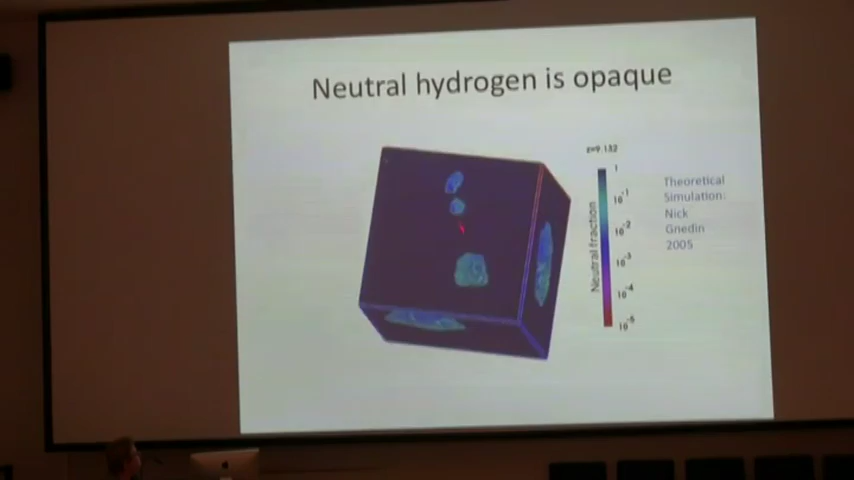 Neutral hydrogen is opaque
z=9.132
1
10-1
10-2
10-3
10-4
10-5
Neutral fraction
Theoretical
Simulation:
Nick
Gnedin
2005